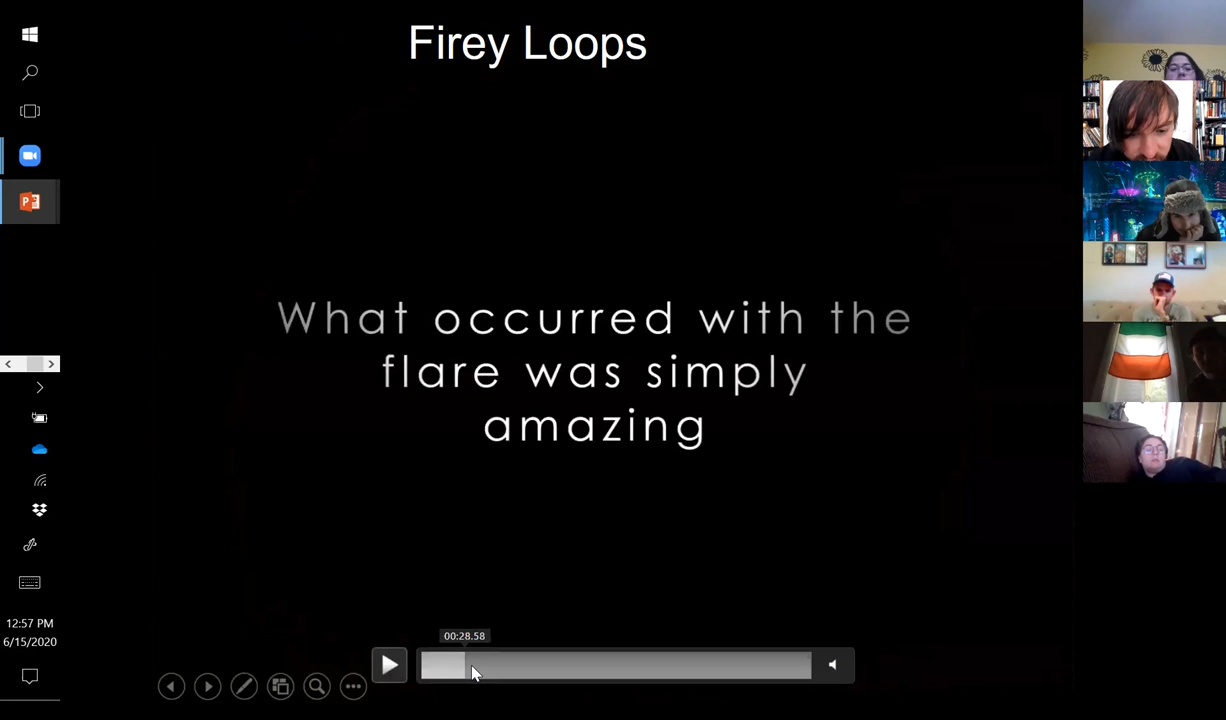 Firey Loops
What occurred with the
flare was simply
amazing
00:28.58
12:57 PM
6/15/2020